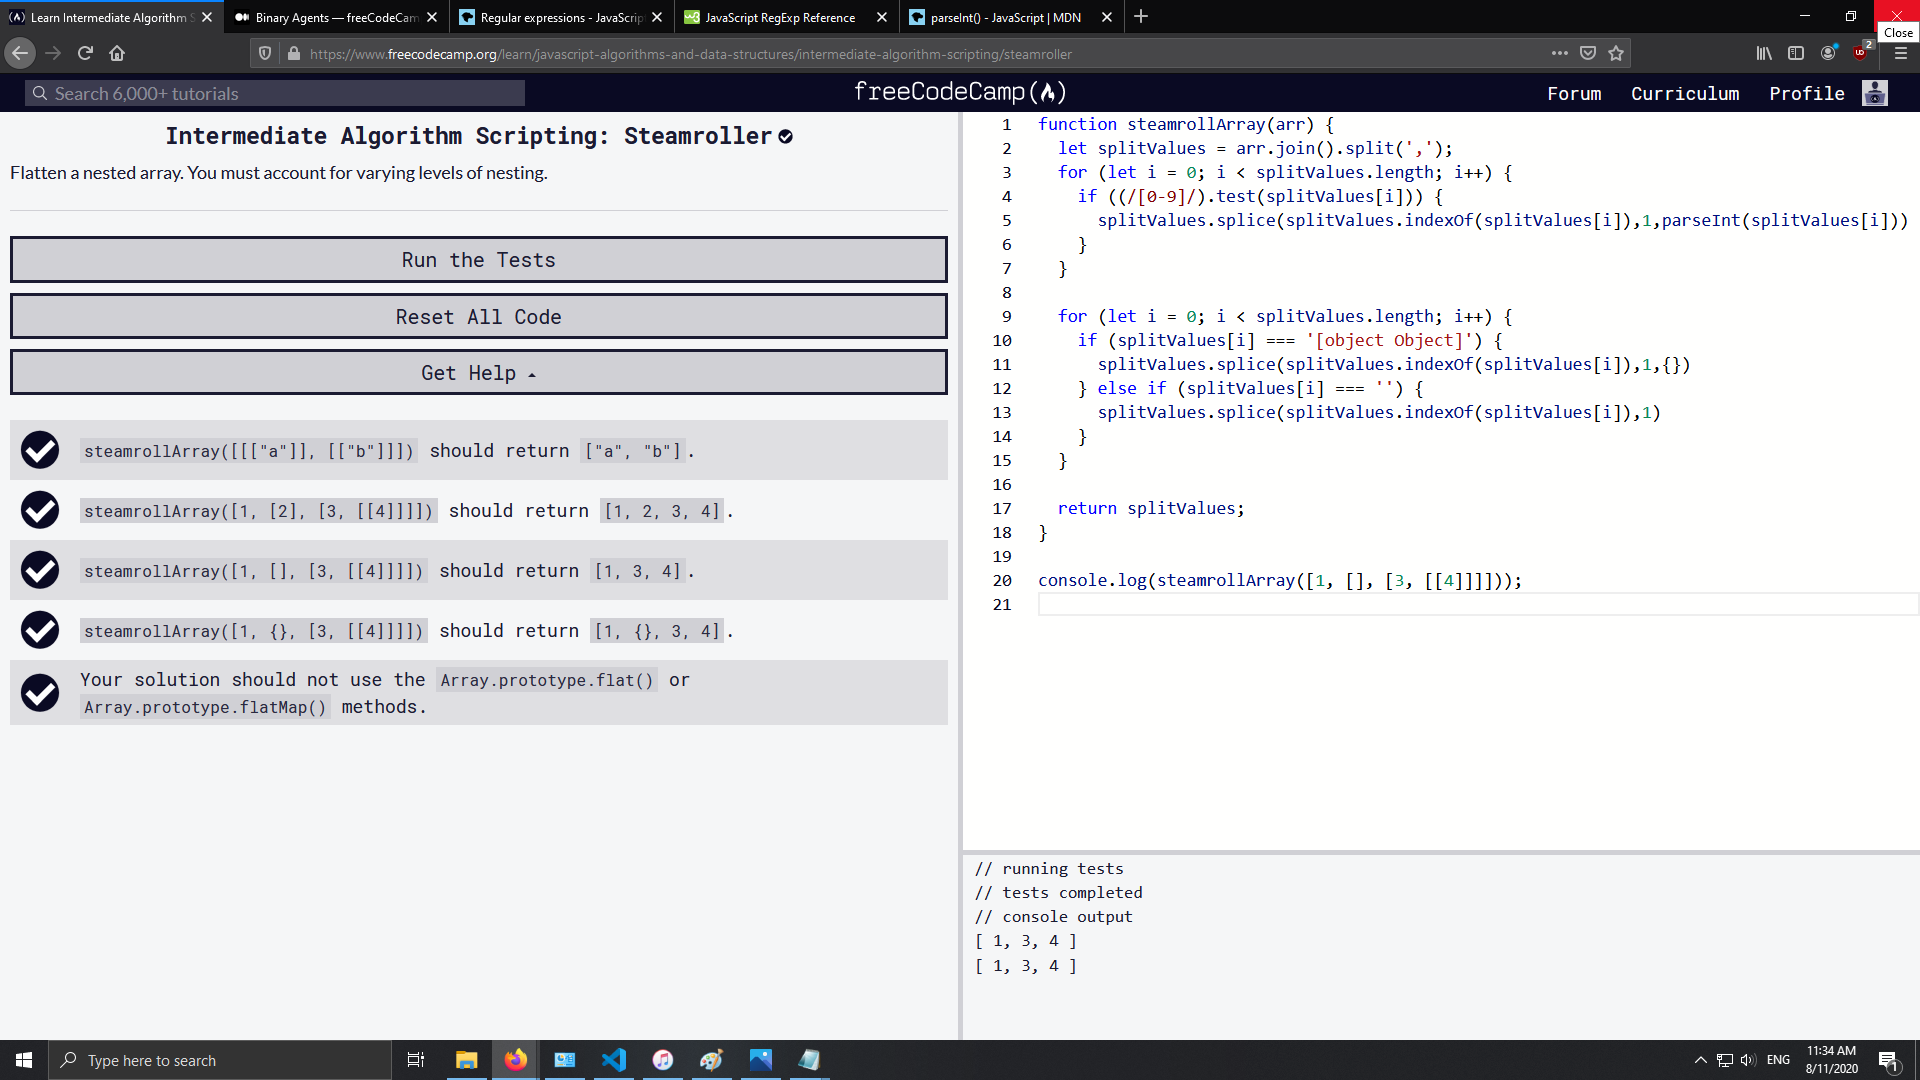 Learn Intermediate Algorithm S
Binary Agents — freeCodeCam
Regular expressions - JavaScrip
JavaScript RegExp Reference
parseInt() - JavaScript | MDN
Close
https://www.freecodecamp.org/learn/javascript-algorithms-and-data-structures/intermediate-algorithm-scripting/steamroller
2
Search 6,000+ tutorials
freeCodeCamp
Forum
Curriculum
Profile
Intermediate Algorithm Scripting: Steamroller
Flatten a nested array. You must account for varying levels of nesting.
Run the Tests
Reset All Code
Get Help
steamrollArray([[["a"]], [["b"]]]) should return ["a", "b"].
steamrollArray([1, [2], [3, [[4]]]]) should return [1, 2, 3, 4].
steamrollArray([1, [], [3, [[4]]]]) should return [1, 3, 4].
steamrollArray([1, {}, [3, [[4]]]]) should return [1, {}, 3, 4].
Your solution should not use the Array.prototype.flat() or
Array.prototype.flatMap() methods.
1 function steamrollArray(arr) {
2 let splitValues = arr.join().split(',');
3 for (let i = 0; i < splitValues.length; i++) {
4 if ((/[0-9]/).test(splitValues[i])) {
5 splitValues.splice(splitValues.indexOf(splitValues[i]),1,parseInt(splitValues[i]))
6 }
7 }
8
9 for (let i = 0; i < splitValues.length; i++) {
10 if (splitValues[i] === '[object Object]') {
11 splitValues.splice(splitValues.indexOf(splitValues[i]),1,{})
12 } else if (splitValues[i] === '') {
13 splitValues.splice(splitValues.indexOf(splitValues[i]),1)
14 }
15 }
16
17 return splitValues;
18 }
19
20 console.log(steamrollArray([1, [], [3, [[4]]]]));
21
// running tests
// tests completed
// console output
[ 1, 3, 4 ]
[ 1, 3, 4 ]
Type here to search
ENG
11:34 AM
8/11/2020
1